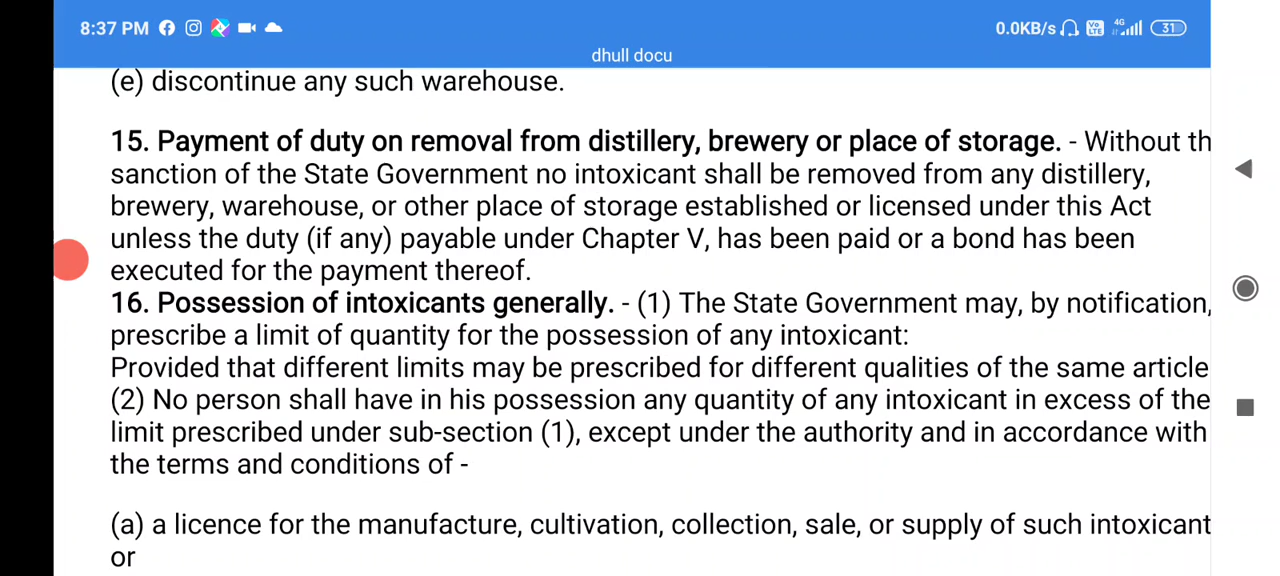 8:37 PM
0.0KB/s
Vo
LTE
4G
31
dhull docu
(e) discontinue any such warehouse.
15. Payment of duty on removal from distillery, brewery or place of storage. - Without th
sanction of the State Government no intoxicant shall be removed from any distillery,
brewery, warehouse, or other place of storage established or licensed under this Act
unless the duty (if any) payable under Chapter V, has been paid or a bond has been
executed for the payment thereof.
16. Possession of intoxicants generally. - (1) The State Government may, by notification,
prescribe a limit of quantity for the possession of any intoxicant:
Provided that different limits may be prescribed for different qualities of the same article
(2) No person shall have in his possession any quantity of any intoxicant in excess of the
limit prescribed under sub-section (1), except under the authority and in accordance with
the terms and conditions of -
(a) a licence for the manufacture, cultivation, collection, sale, or supply of such intoxicant
or